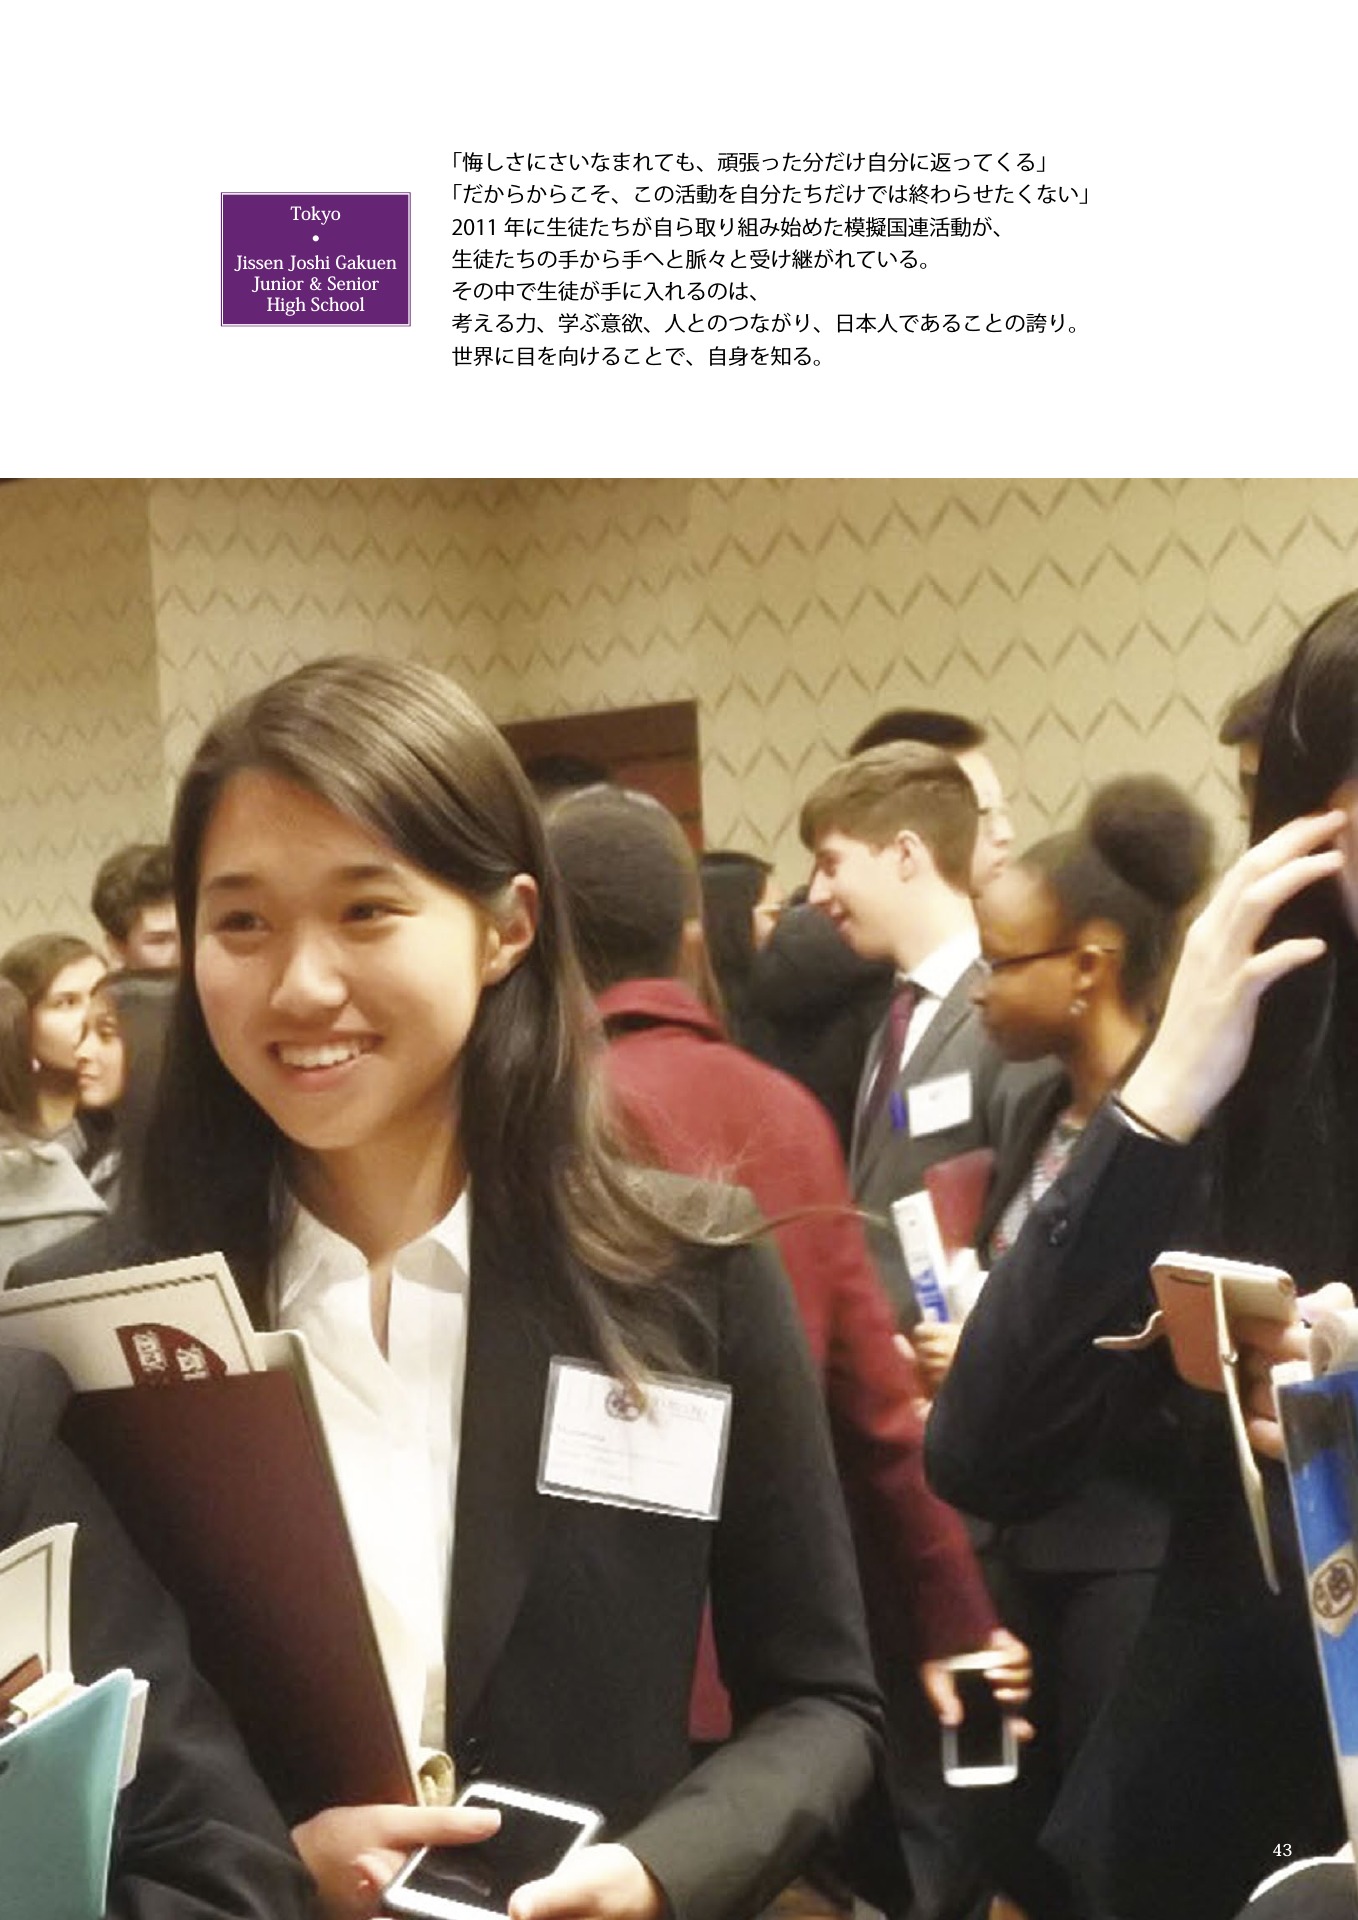 Tokyo
•
Jissen Joshi Gakuen
Junior & Senior
High School
「悔しさにさいなまれても、頑張った分だけ自分に返ってくる」
「だからからこそ、この活動を自分たちだけでは終わらせたくない」
2011 年に生徒たちが自ら取り組み始めた模擬国連活動が、
生徒たちの手から手へと脈々と受け継がれている。
その中で生徒が手に入れるのは、
考える力、学ぶ意欲、人とのつながり、日本人であることの誇り。
世界に目を向けることで、自身を知る。
43